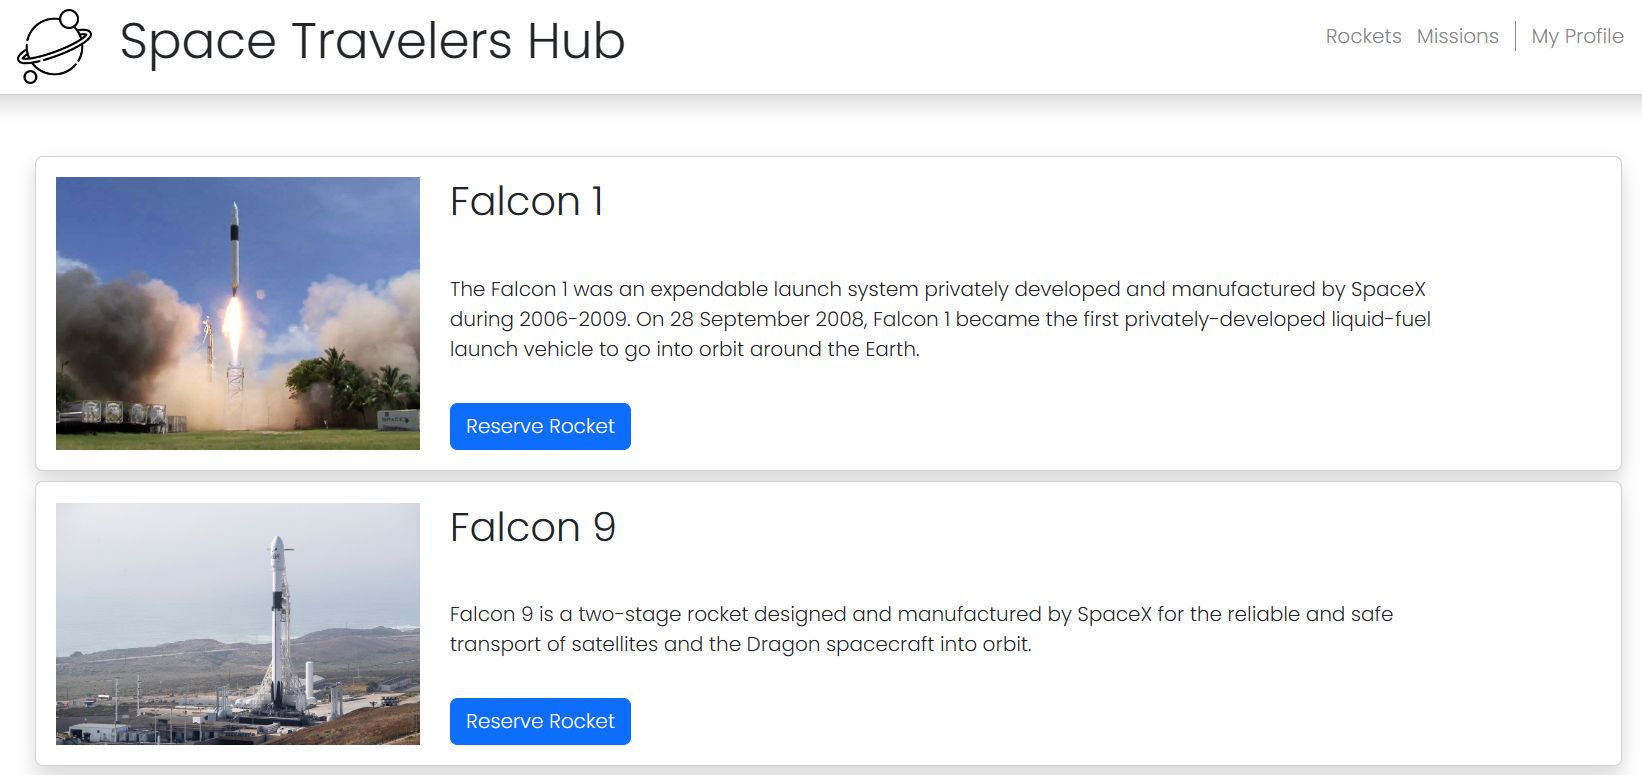 Space Travelers Hub
Rockets Missions My Profile
Falcon 1
The Falcon 1 was an expendable launch system privately developed and manufactured by SpaceX
during 2006-2009. On 28 September 2008, Falcon 1 became the first privately-developed liquid-fuel
launch vehicle to go into orbit around the Earth.
Reserve Rocket
Falcon 9
Falcon 9 is a two-stage rocket designed and manufactured by SpaceX for the reliable and safe
transport of satellites and the Dragon spacecraft into orbit.
Reserve Rocket